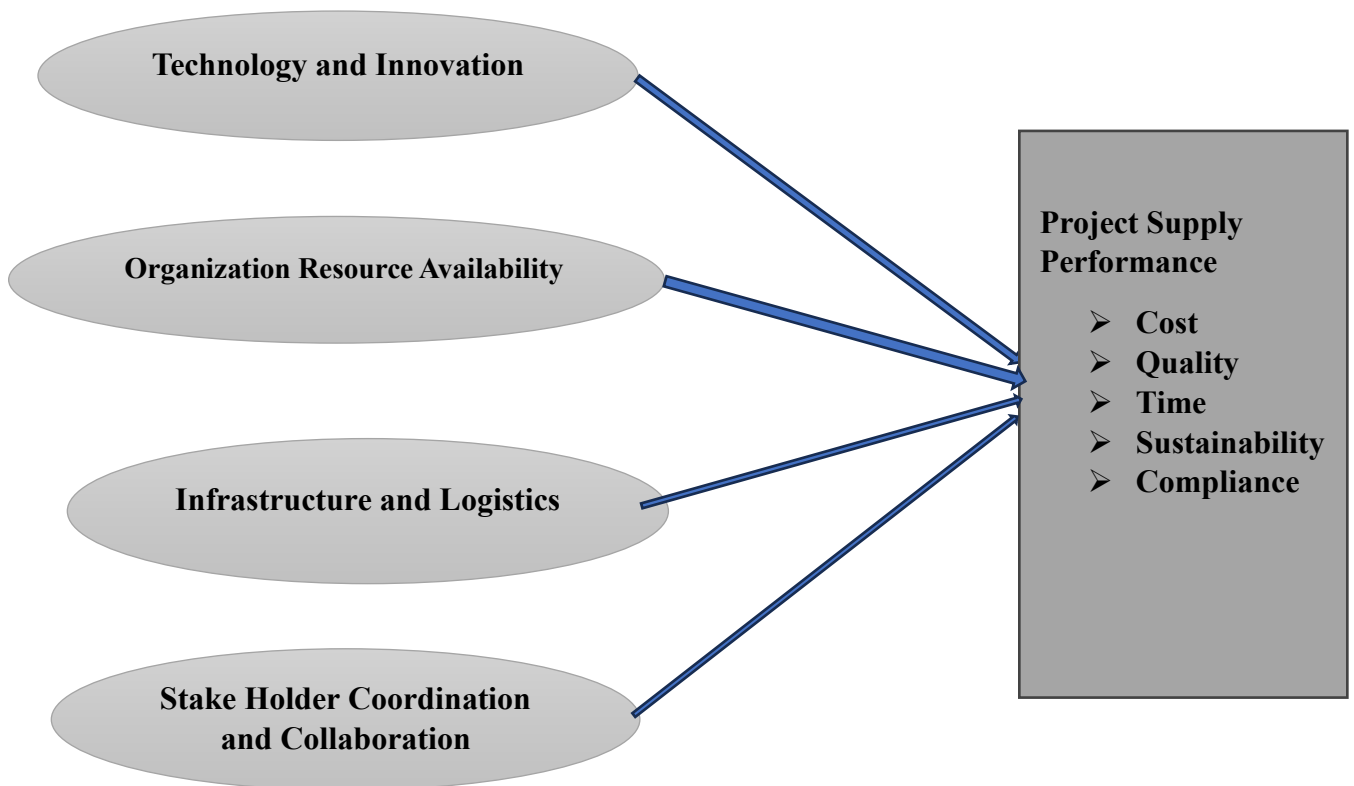 Technology and Innovation
Organization Resource Availability
Infrastructure and Logistics
Stake Holder Coordination
and Collaboration
Project Supply
Performance
➢ Cost
➢ Quality
➢ Time
➢ Sustainability
➢ Compliance